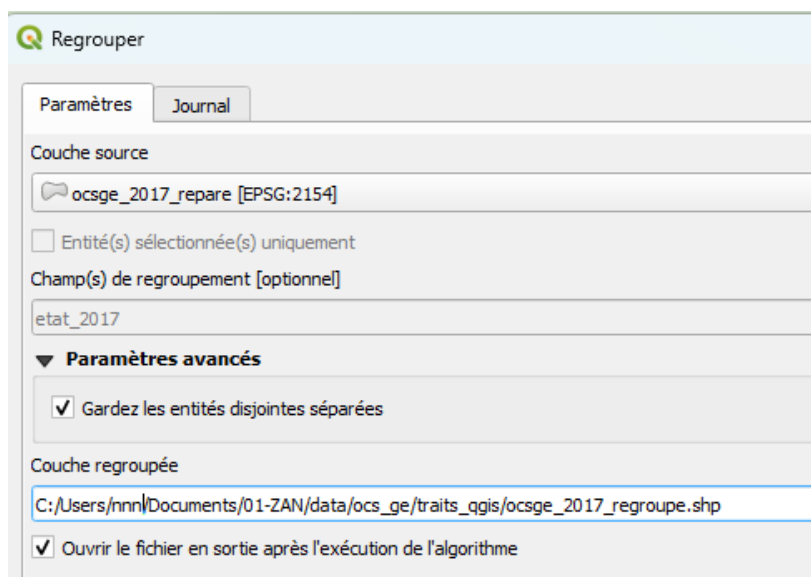 Regrouper
Paramètres
Journal
Couche source
ocsge_2017_repare [EPSG:2154]
Entité(s) sélectionnée(s) uniquement
Champ(s) de regroupement [optionnel]
etat_2017
Paramètres avancés
Gardez les entités disjointes séparées
Couche regroupée
C:/Users/nnn/Documents/01-ZAN/data/ocs_ge/traits_qgis/ocsge_2017_regroupe.shp
Ouvrir le fichier en sortie après l'exécution de l'algorithme